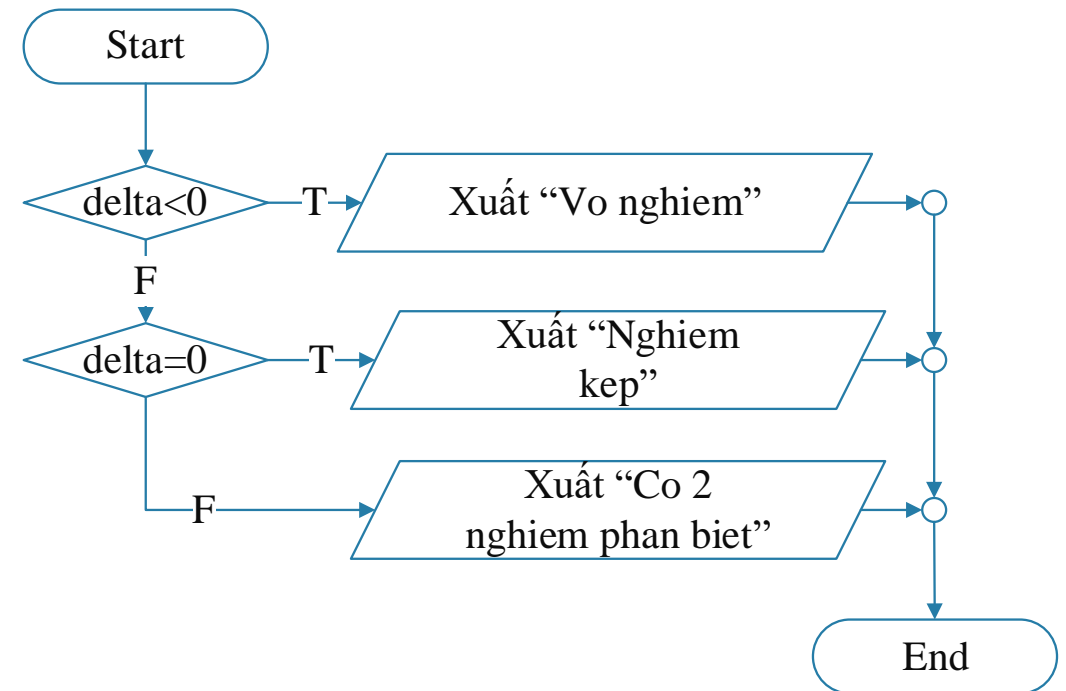 Start
delta<0
T
Xuất “Vo nghiem”
F
delta=0
T
Xuất “Nghiem
kep”
F
Xuất “Co 2
nghiem phan biet”
End